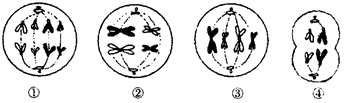 ① ② ③ ④